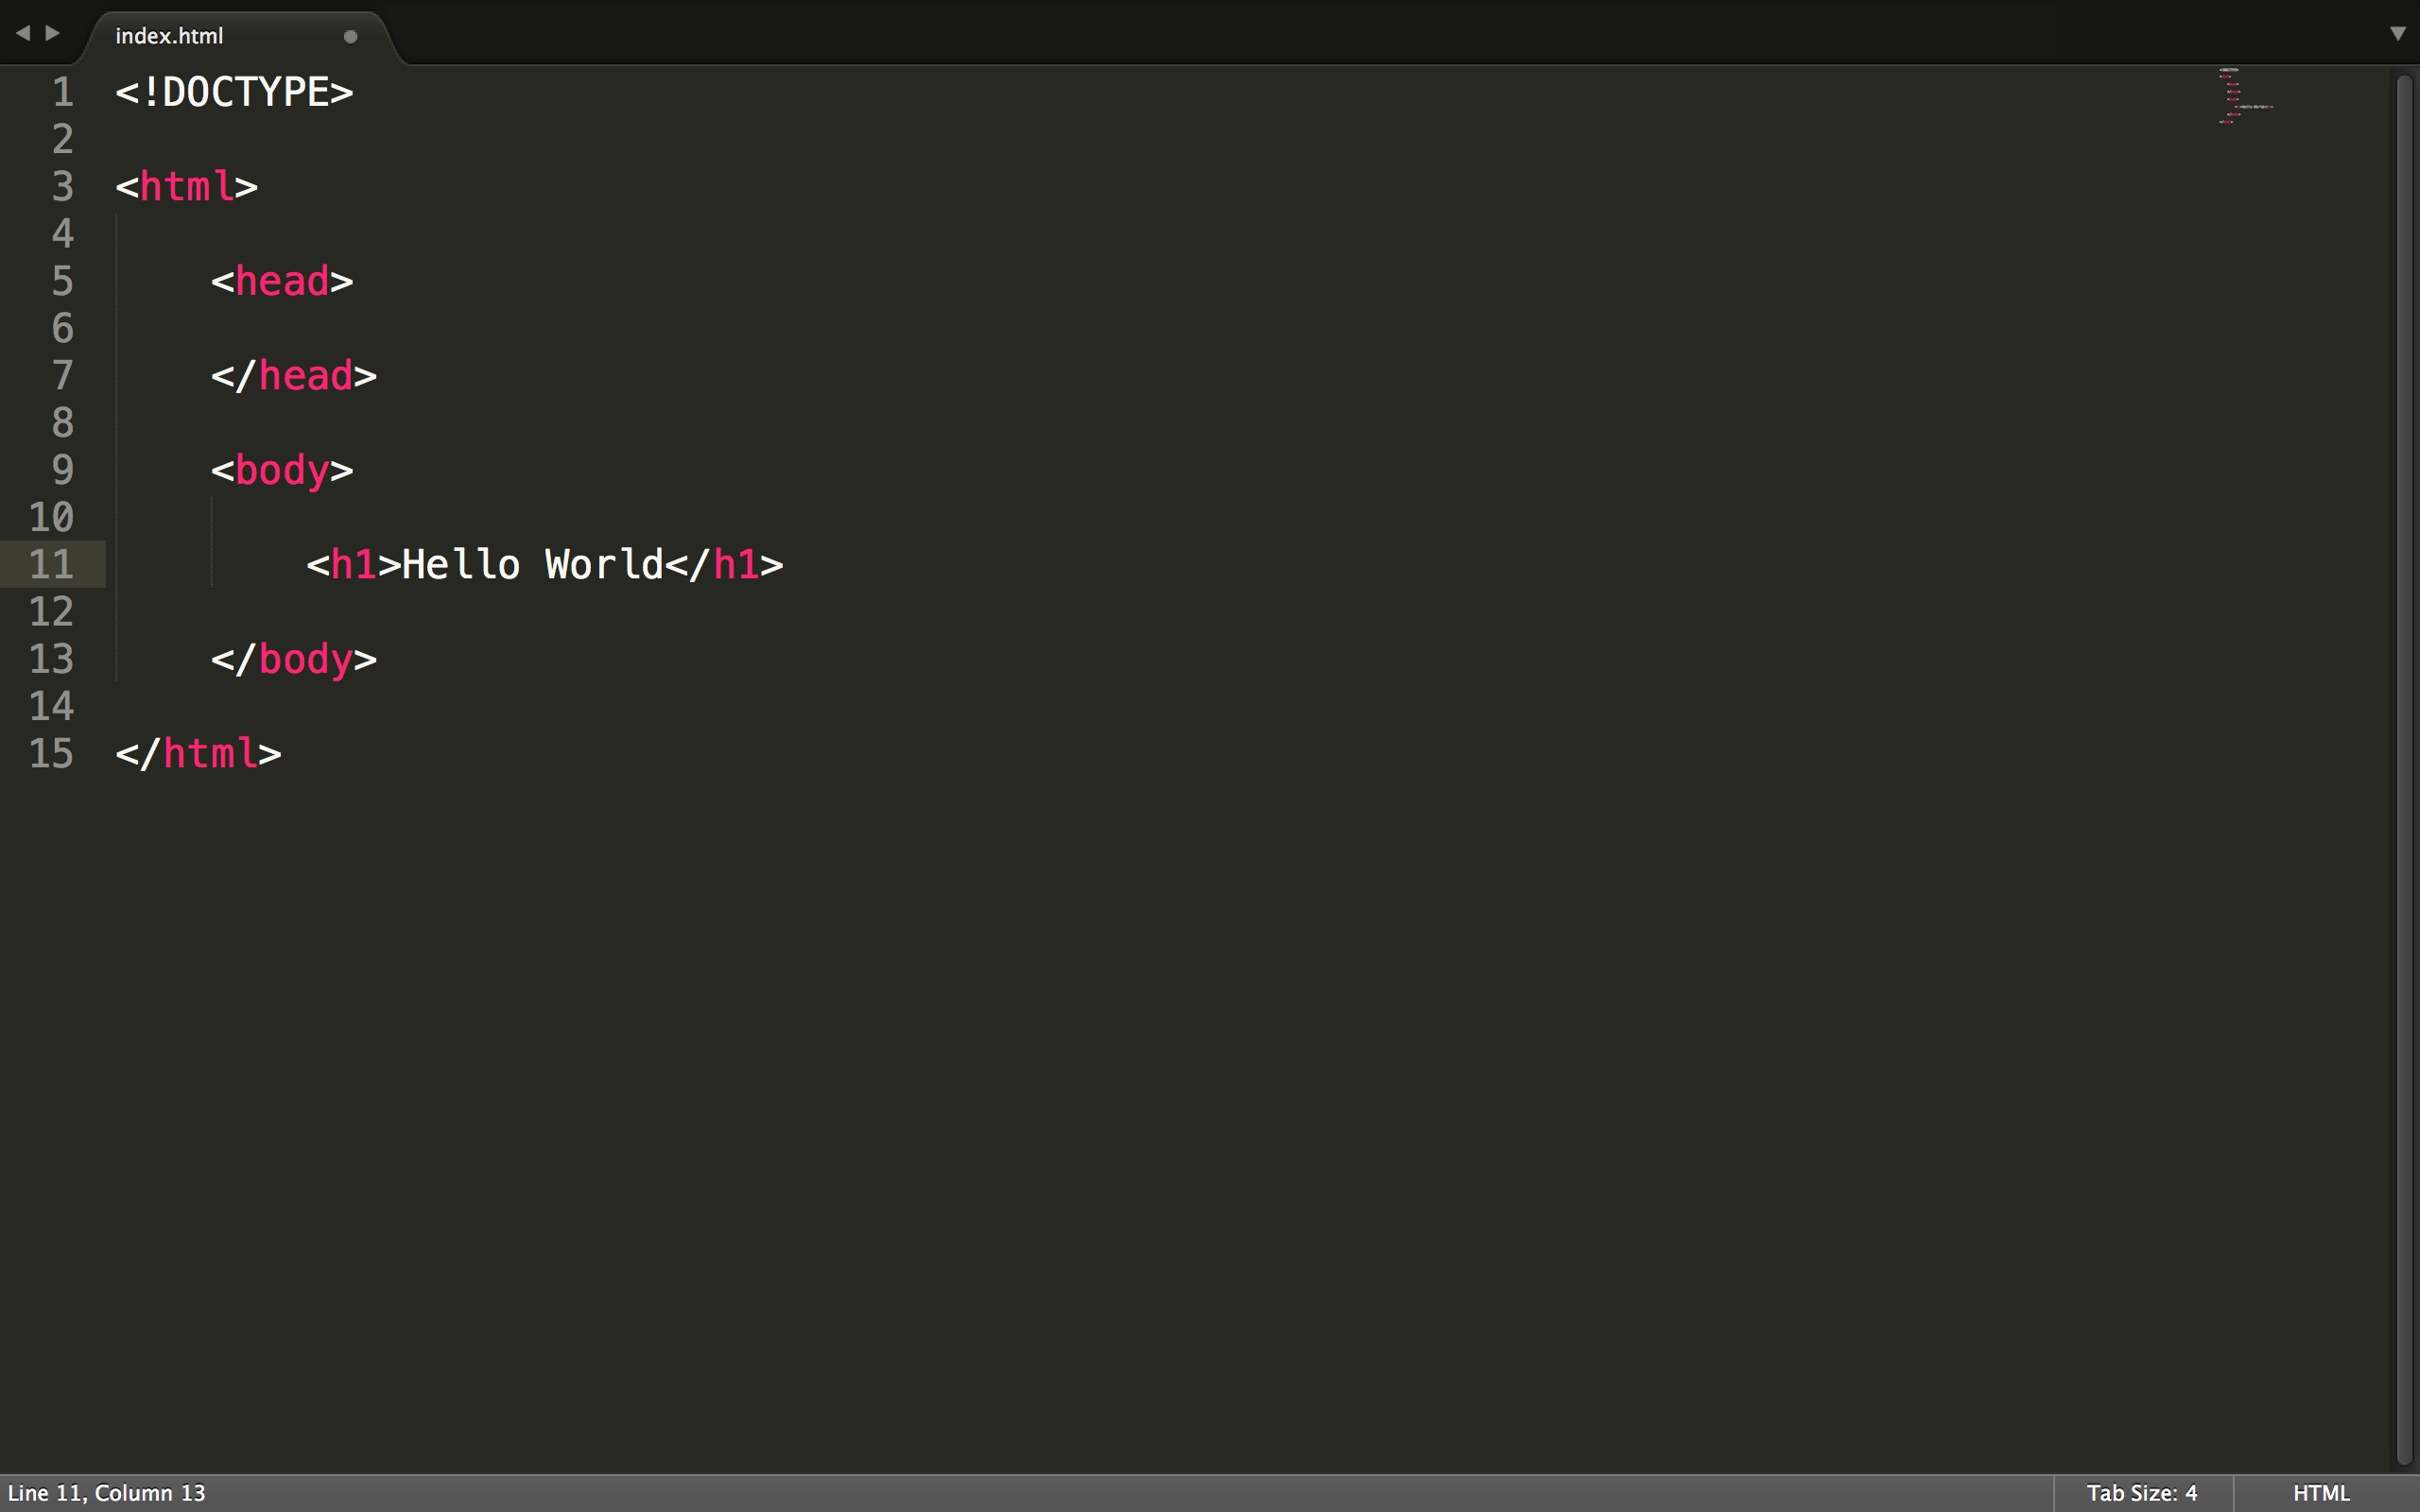 index.html
1 <!DOCTYPE>
2
3 <html>
4
5     <head>
6
7     </head>
8
9     <body>
10
11         <h1>Hello World</h1>
12
13     </body>
14
15 </html>
Line 11, Column 13 Tab Size: 4 HTML